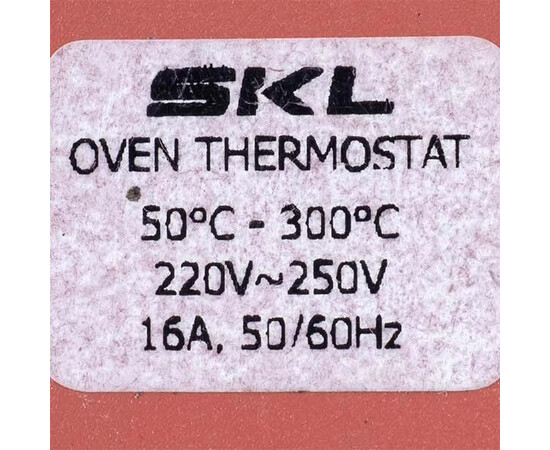 SKL
OVEN THERMOSTAT
50°C - 300°C
220V~250V
16A, 50/60Hz